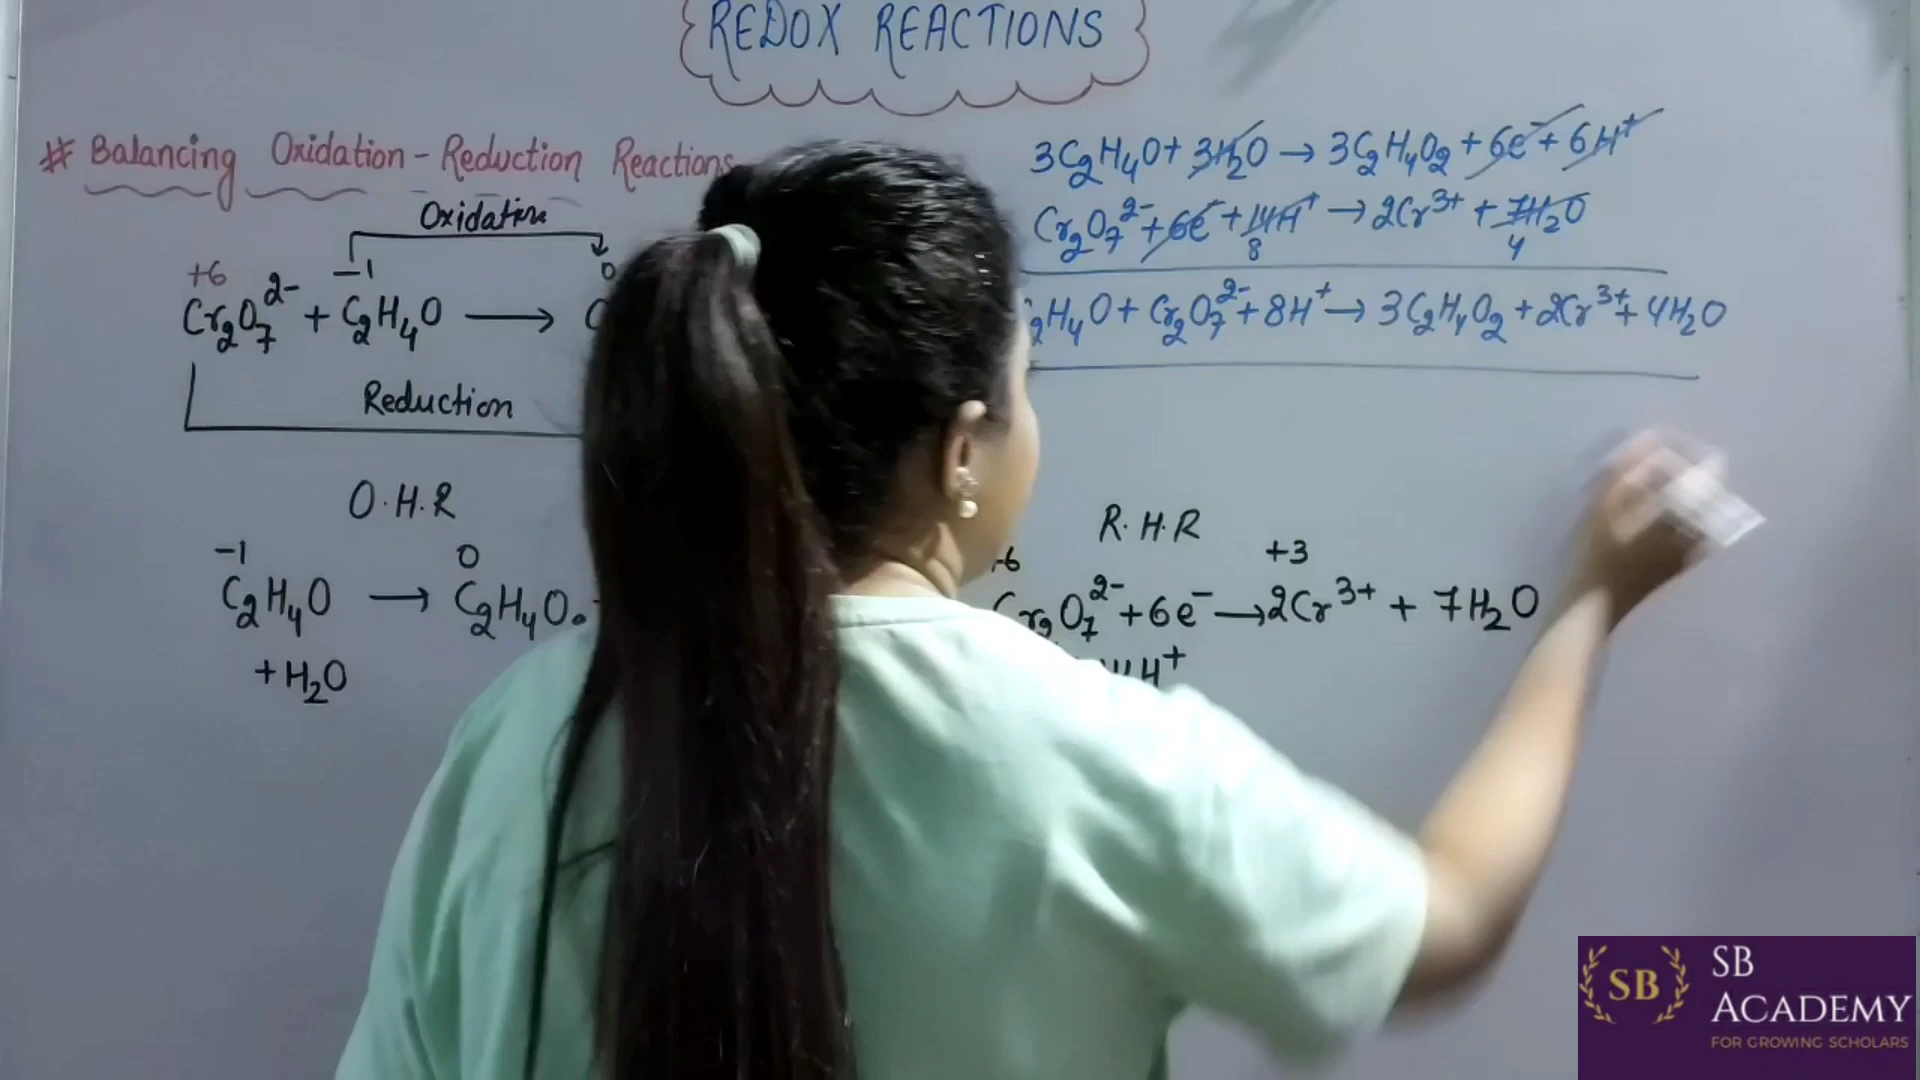 REDOX REACTIONS
# Balancing Oxidation-Reduction Reactions
Oxidation
+6 -1 0
Cr₂O₇²⁻ + C₂H₄O ⟶ C
Reduction
O.H.R
-1 0
C₂H₄O → C₂H₄O
+H₂O
3C₂H₄O + 3H₂O → 3C₂H₄O₂ + 6e⁻ + 6H⁺
Cr₂O₇²⁻ + 6e⁻ + 14H⁺ → 2Cr³⁺ + 7H₂O
8 4
₂H₄O + Cr₂O₇²⁻ + 8H⁺ → 3C₂H₄O₂ + 2Cr³⁺ + 4H₂O
R.H.R
6 +3
Cr₂O₇²⁻ + 6e⁻ → 2Cr³⁺ + 7H₂O
H⁺
SB
SB
ACADEMY
FOR GROWING SCHOLARS